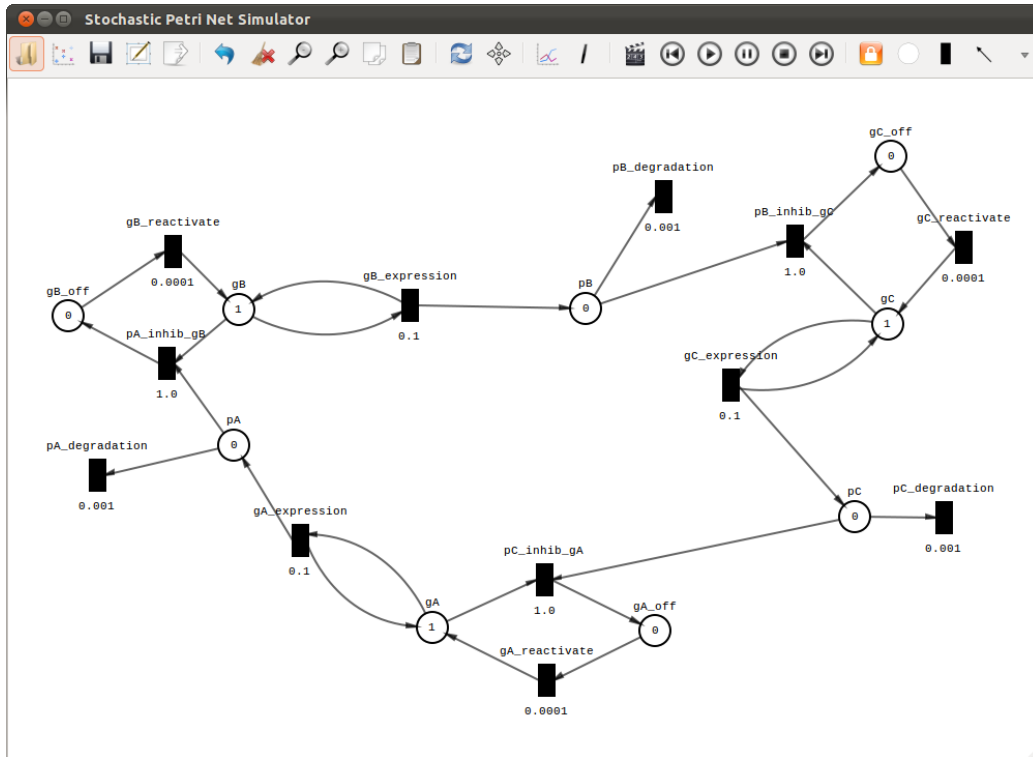 Stochastic Petri Net Simulator
gC_off
0
pB_degradation
0.001
pB_inhib_gC
1.0
gC_reactivate
0.0001
gB_reactivate
0.0001
gB_off
0
gB
1
gB_expression
0.1
pB
0
gC
1
pA_inhib_gB
1.0
gC_expression
0.1
pA
0
pA_degradation
0.001
pC
0
pC_degradation
0.001
gA_expression
0.1
pC_inhib_gA
1.0
gA
1
gA_off
0
gA_reactivate
0.0001